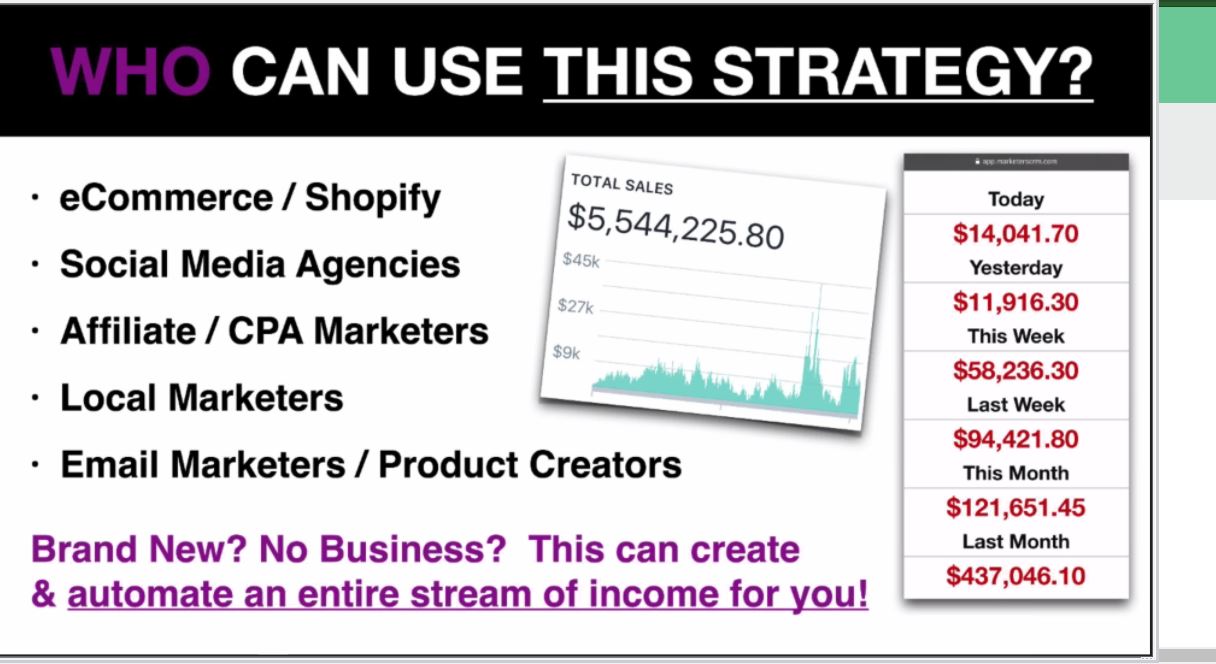 WHO CAN USE THIS STRATEGY?
· eCommerce / Shopify
· Social Media Agencies
· Affiliate / CPA Marketers
· Local Marketers
· Email Marketers / Product Creators
Brand New? No Business? This can create
& automate an entire stream of income for you!
TOTAL SALES
$5,544,225.80
$45k
$27k
$9k
app.marketerscrm.com
Today
$14,041.70
Yesterday
$11,916.30
This Week
$58,236.30
Last Week
$94,421.80
This Month
$121,651.45
Last Month
$437,046.10